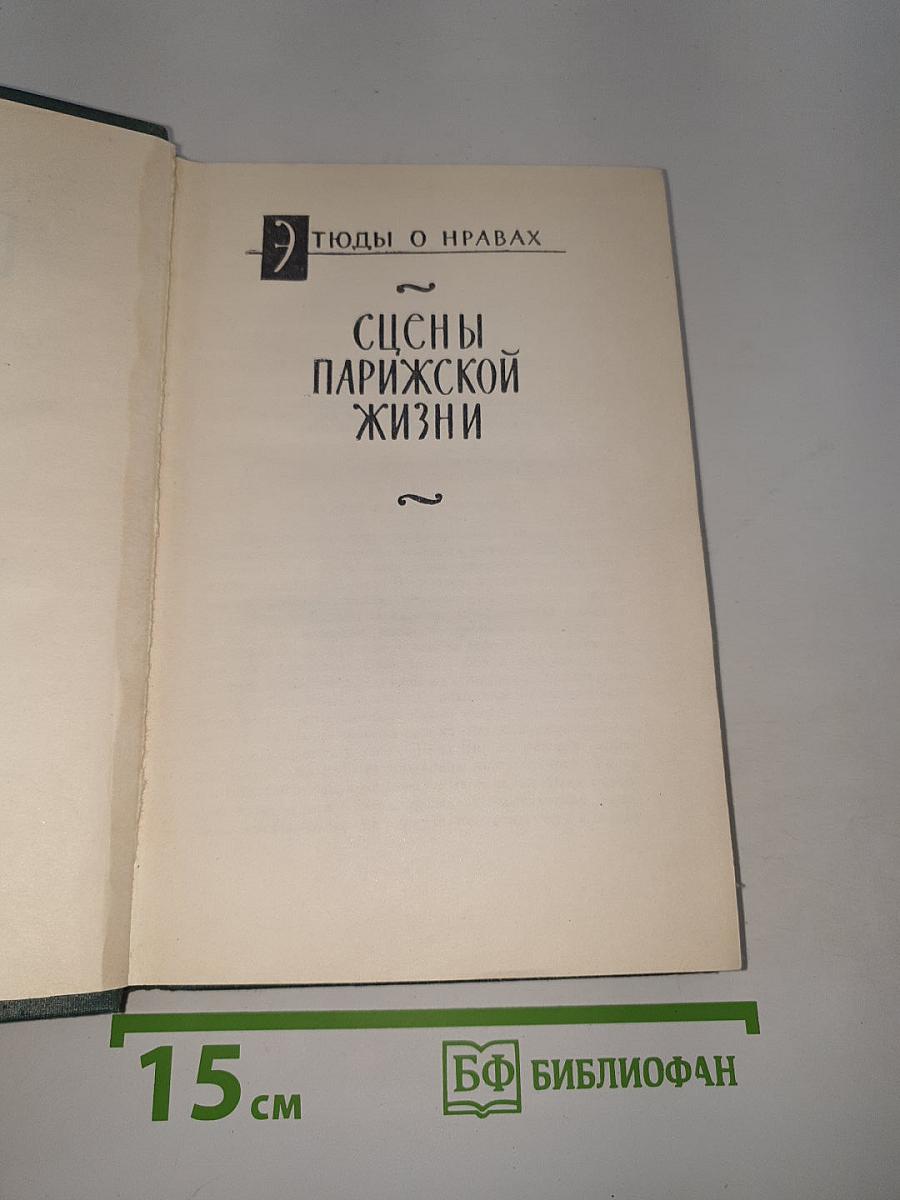 ЭТЮДЫ О НРАВАХ
СЦЕНЫ
ПАРИЖСКОЙ
ЖИЗНИ
15 см
БФ БИБЛИОФАН